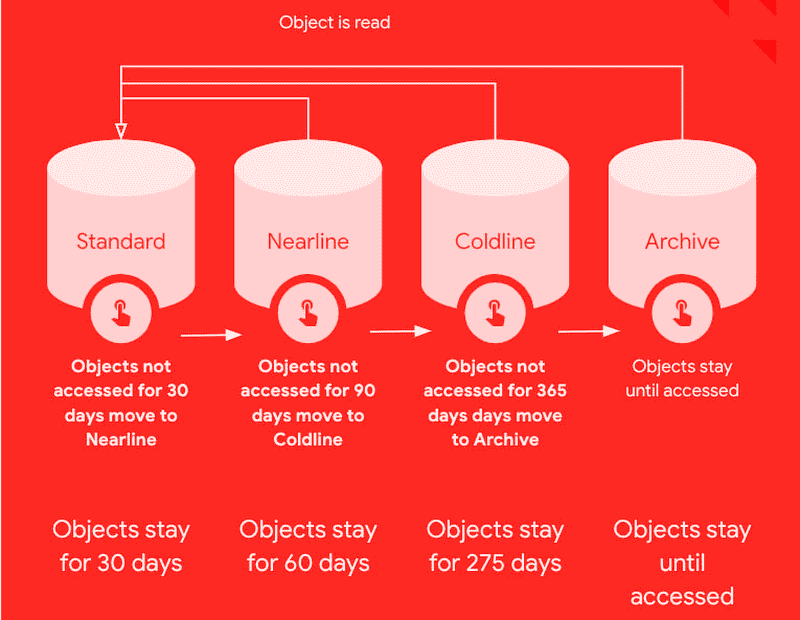 Object is read
Standard
Nearline
Coldline
Archive
Objects not
accessed for 30
days move to
Nearline
Objects not
accessed for 90
days move to
Coldline
Objects not
accessed for 365
days days move
to Archive
Objects stay
until accessed
Objects stay
for 30 days
Objects stay
for 60 days
Objects stay
for 275 days
Objects stay
until
accessed